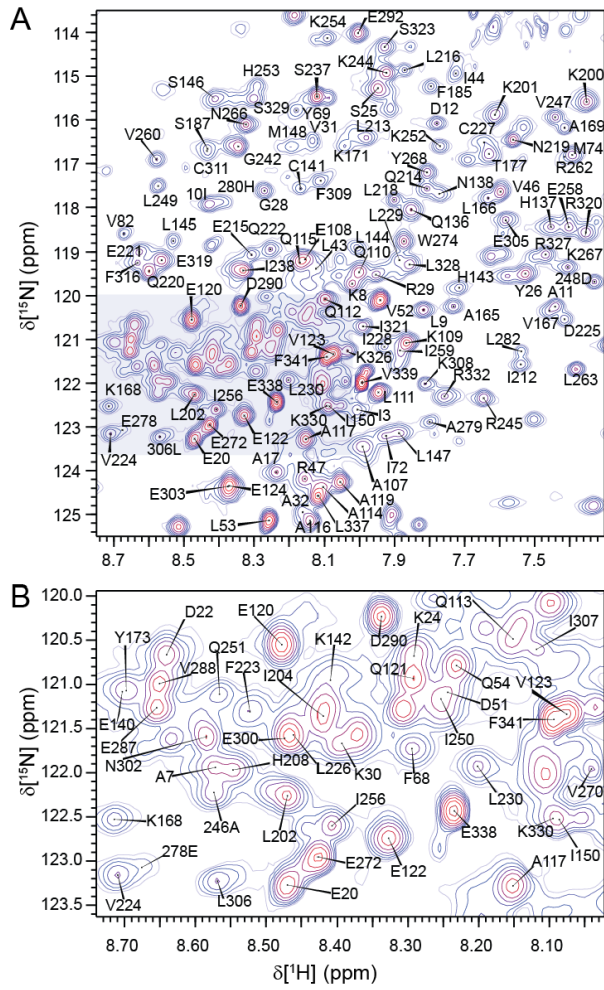 A
114
115
116
117
118
119
120
121
122
123
124
125
δ[15N] (ppm)
K254
E292
S323
K244
L216
I44
H253
S237
S146
F185
K200
K201
V247
S329
Y69
S25
D12
S187
N266
V31
A169
M148
L213
K252
C227
N219
M74
V260
K171
T177
R262
C311
G242
C141
Y268
Q214
N138
10I
280H
F309
L218
L166
V46
E258
L249
G28
Q136
H137
R320
L229
V82
L145
E215
Q222
E108
L144
W274
E305
R327
E221
Q115
L43
Q110
L328
K267
F316
E319
I238
H143
Y26
248D
Q220
D290
K8
R29
A11
E120
Q112
V52
A165
V167
I321
L9
D225
V123
I228
K109
F341
K326
I259
L282
K308
V339
I212
L263
K168
E338
L230
R332
I256
L111
L202
K330
L150
I3
E278
E272
E122
A117
A279
R245
V224
306L
E20
A17
I72
L147
R47
A107
E303
E124
A32
A119
A114
L53
L337
A116
8.7
8.5
8.3
8.1
7.9
7.7
7.5
B
120.0
120.5
121.0
121.5
122.0
122.5
123.0
123.5
δ[15N] (ppm)
D22
E120
K24
Q113
Y173
Q251
K142
D290
I307
V288
F223
Q121
I204
Q54
V123
E140
D51
F341
E287
E300
I250
N302
L226
K30
A7
H208
F68
L230
V270
246A
I256
K168
L202
E338
K330
E272
E122
I150
278E
A117
V224
L306
E20
8.70
8.60
8.50
8.40
8.30
8.20
8.10
δ[1H] (ppm)